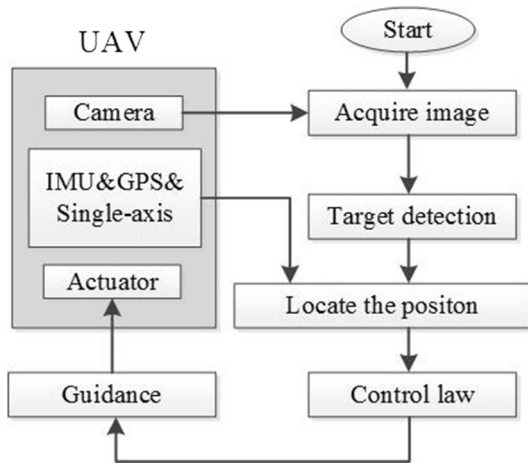 UAV
Start
Camera
Acquire image
IMU&GPS&
Single-axis
Target detection
Actuator
Locate the positon
Guidance
Control law